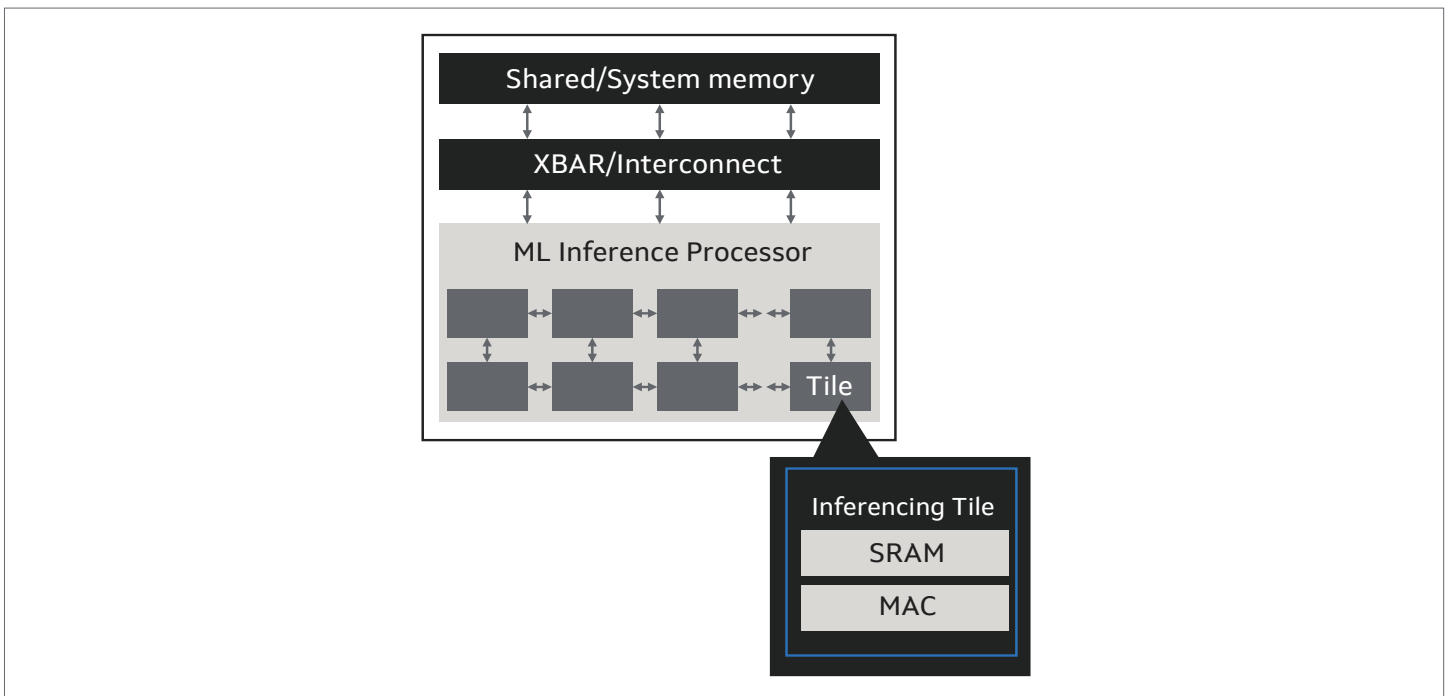 Shared/System memory
XBAR/Interconnect
ML Inference Processor
Tile
Inferencing Tile
SRAM
MAC